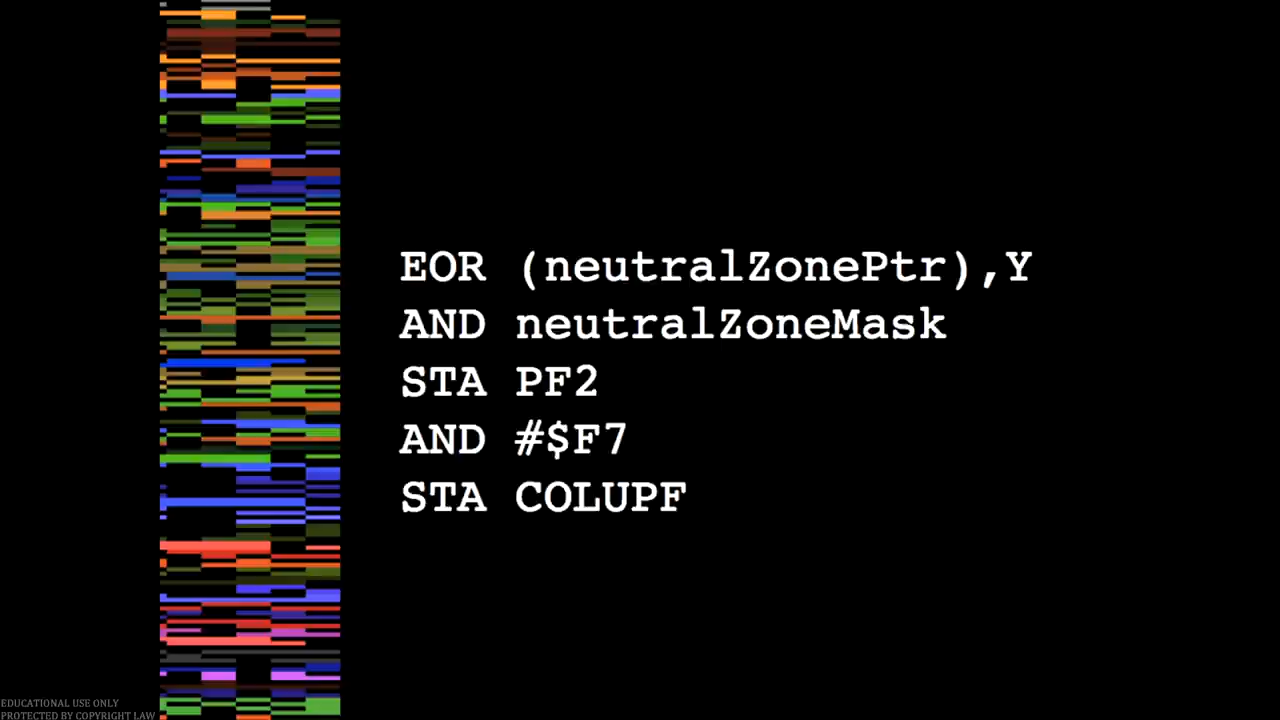 EOR (neutralZonePtr),Y
AND neutralZoneMask
STA PF2
AND #$F7
STA COLUPF
EDUCATIONAL USE ONLY
PROTECTED BY COPYRIGHT LAW